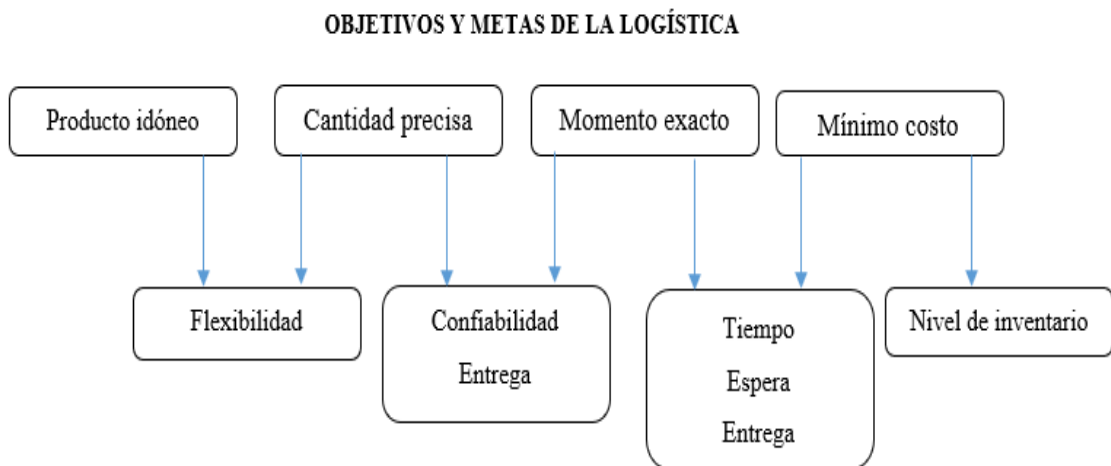 OBJETIVOS Y METAS DE LA LOGÍSTICA
Producto idóneo
Cantidad precisa
Momento exacto
Mínimo costo
Flexibilidad
Confiabilidad
Entrega
Tiempo
Espera
Entrega
Nivel de inventario